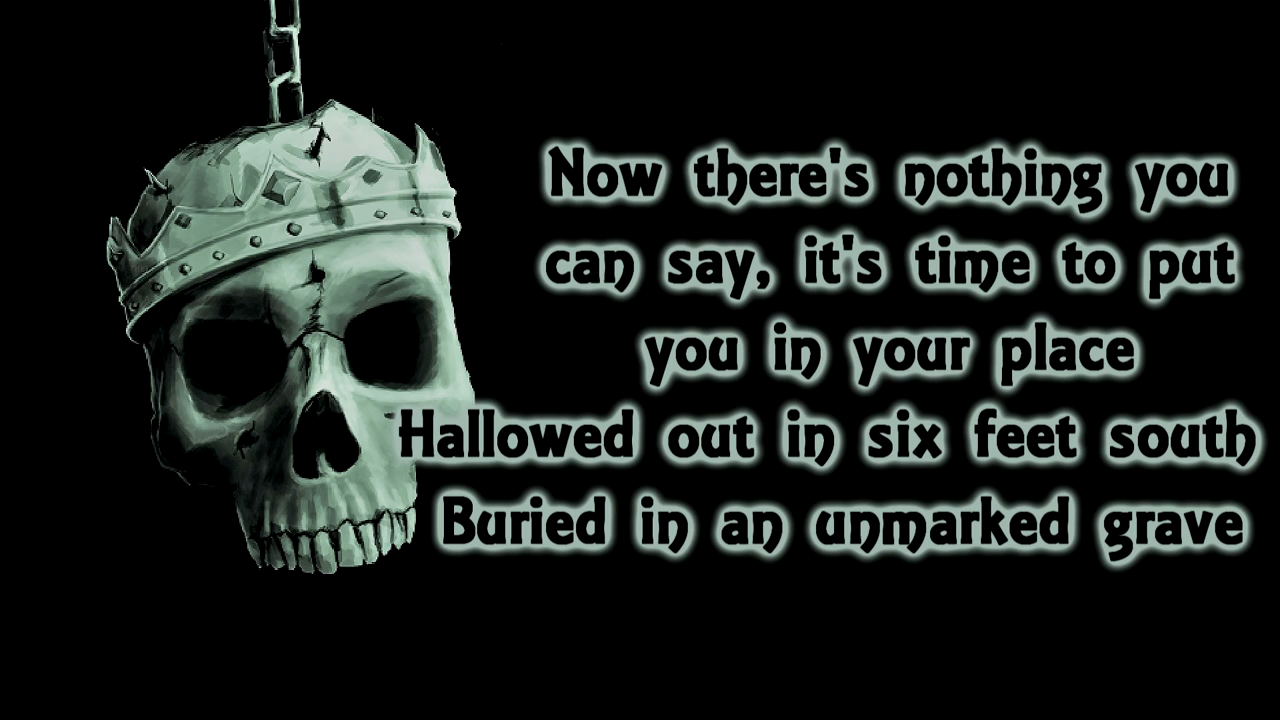 Now there's nothing you
can say, it's time to put
you in your place
Hallowed out in six feet south
Buried in an unmarked grave